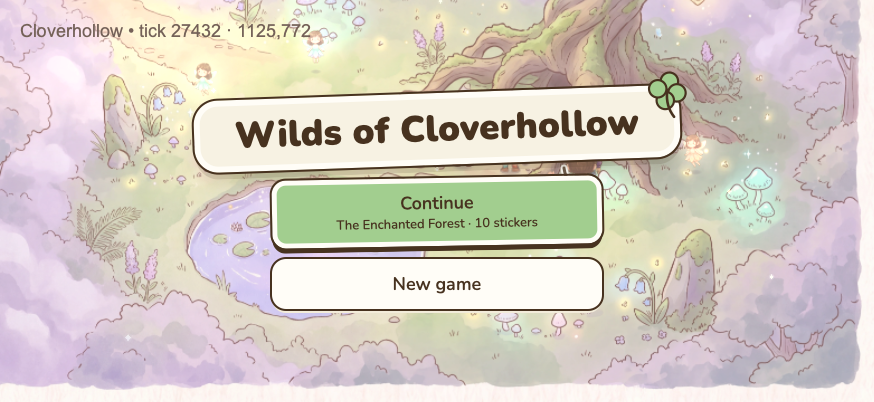 Cloverhollow • tick 27432 · 1125,772
Wilds of Cloverhollow
Continue
The Enchanted Forest · 10 stickers
New game